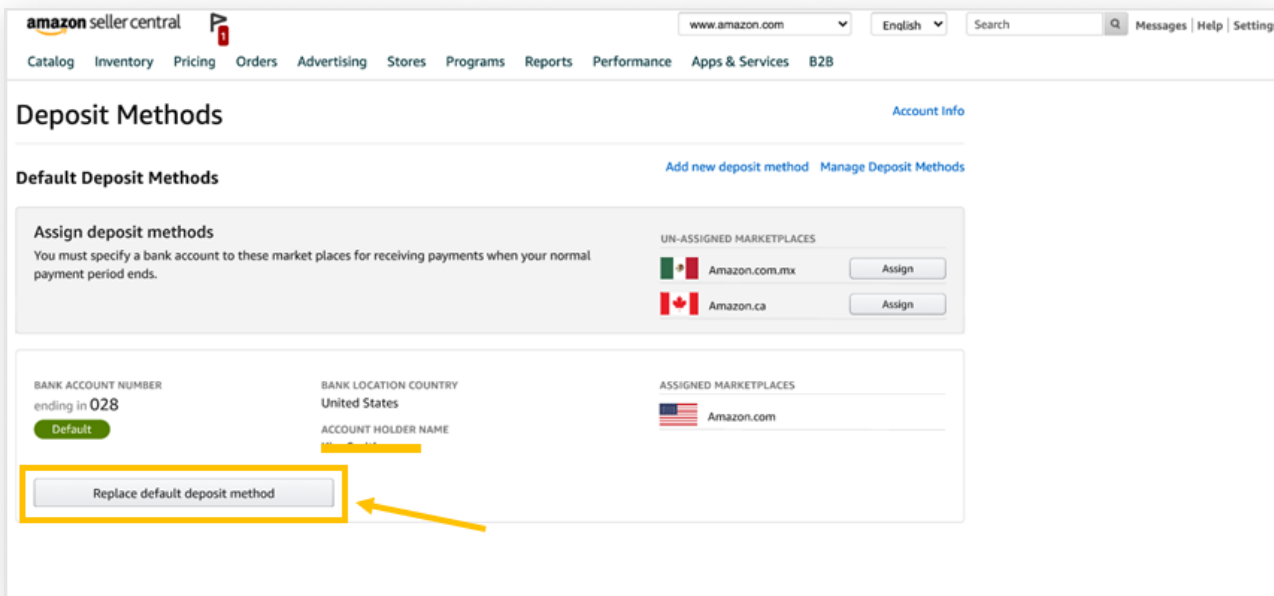 amazon seller central
1
www.amazon.com
English
Search
Messages | Help | Setting
Catalog Inventory Pricing Orders Advertising Stores Programs Reports Performance Apps & Services B2B
Deposit Methods
Account Info
Default Deposit Methods
Add new deposit method Manage Deposit Methods
Assign deposit methods
You must specify a bank account to these market places for receiving payments when your normal
payment period ends.
UN-ASSIGNED MARKETPLACES
Amazon.com.mx Assign
Amazon.ca Assign
BANK ACCOUNT NUMBER
ending in 028
Default
BANK LOCATION COUNTRY
United States
ACCOUNT HOLDER NAME
ASSIGNED MARKETPLACES
Amazon.com
Replace default deposit method